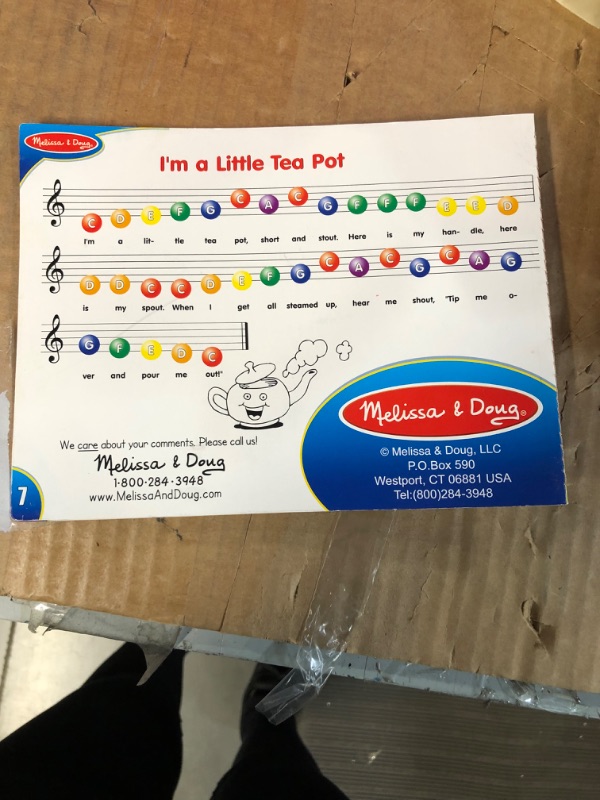 Melissa & Doug
I'm a Little Tea Pot
C D E F G C A C G F F F E E D
I'm a lit- tle tea pot, short and stout. Here is my han- dle, here
D D C C D E F G C A C G C A G
is my spout. When I get all steamed up, hear me shout, "Tip me o-
G F E D C
ver and pour me out!"
We care about your comments. Please call us!
Melissa & Doug
1·800·284·3948
www.MelissaAndDoug.com
7
Melissa & Doug®
© Melissa & Doug, LLC
P.O.Box 590
Westport, CT 06881 USA
Tel:(800)284-3948